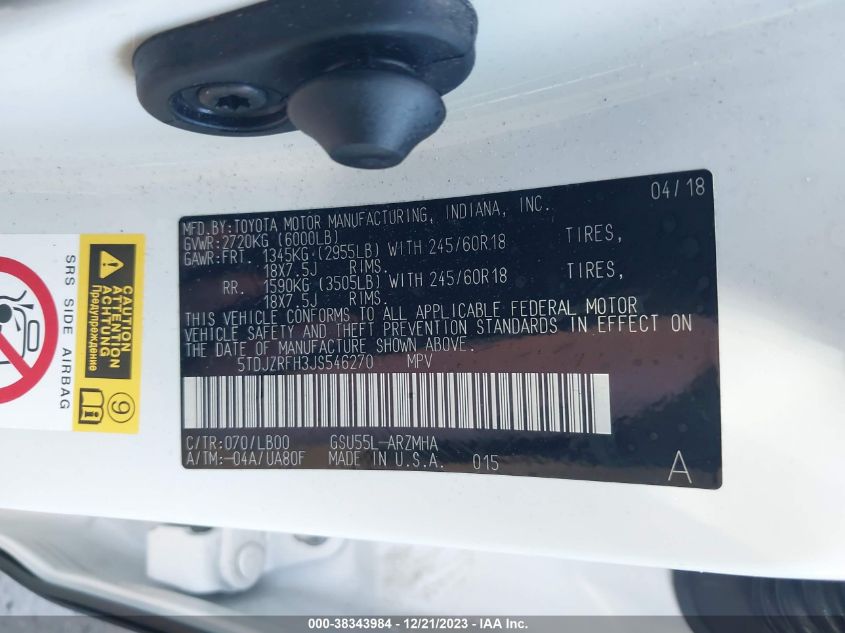 04/18
MFD.BY:TOYOTA MOTOR MANUFACTURING, INDIANA, INC.
GVWR:2720KG (6000LB)
GAWR:FRT. 1345KG (2955LB) WITH 245/60R18 TIRES,
18X7.5J RIMS.
RR. 1590KG (3505LB) WITH 245/60R18 TIRES,
18X7.5J RIMS.
THIS VEHICLE CONFORMS TO ALL APPLICABLE FEDERAL MOTOR
VEHICLE SAFETY AND THEFT PREVENTION STANDARDS IN EFFECT ON
THE DATE OF MANUFACTURE SHOWN ABOVE.
5TDJZRFH3JS546270 MPV
C/TR:070/LB00 GSU55L-ARZMHA
A/TM:-04A/UA80F MADE IN U.S.A. 015
A
SRS SIDE AIRBAG
CAUTION
ATTENTION
ACHTUNG
Предупреждение
9
000-38343984 - 12/21/2023 - IAA Inc.